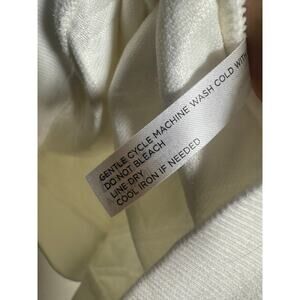 GENTLE CYCLE MACHINE WASH COLD WITH
DO NOT BLEACH
LINE DRY
COOL IRON IF NEEDED